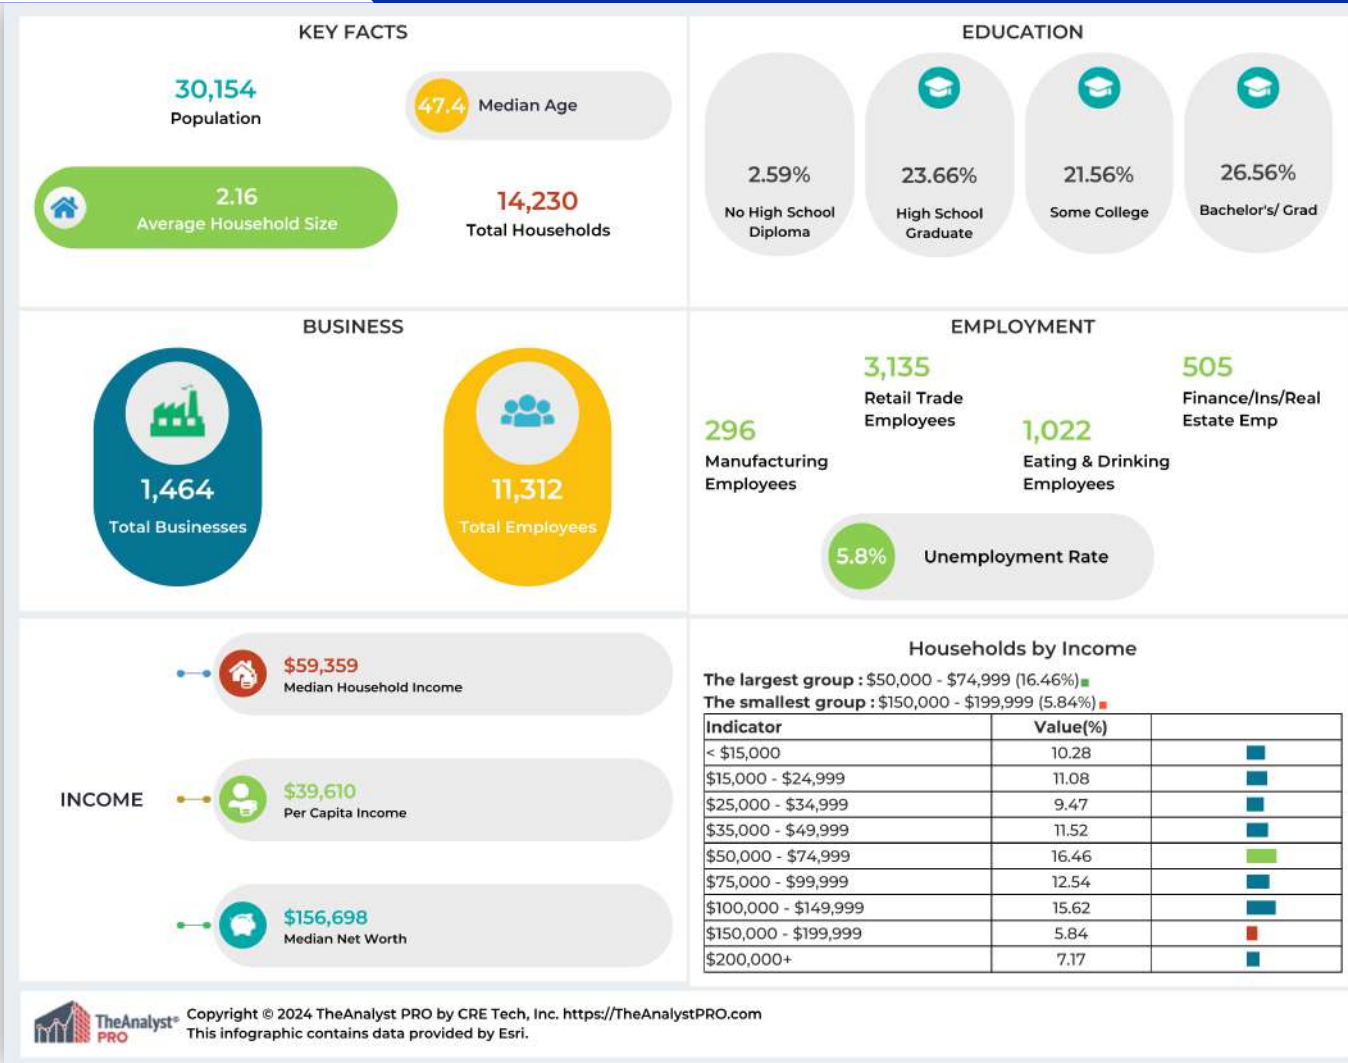 KEY FACTS
30,154
Population
47.4 Median Age
2.16
Average Household Size
14,230
Total Households
EDUCATION
2.59%
No High School
Diploma
23.66%
High School
Graduate
21.56%
Some College
26.56%
Bachelor's/ Grad
BUSINESS
1,464
Total Businesses
11,312
Total Employees
EMPLOYMENT
296
Manufacturing
Employees
3,135
Retail Trade
Employees
1,022
Eating & Drinking
Employees
505
Finance/Ins/Real
Estate Emp
5.8% Unemployment Rate
INCOME
$59,359
Median Household Income
$39,610
Per Capita Income
$156,698
Median Net Worth
Households by Income
The largest group : $50,000 - $74,999 (16.46%)
The smallest group : $150,000 - $199,999 (5.84%)
Indicator Value(%)
< $15,000 10.28
$15,000 - $24,999 11.08
$25,000 - $34,999 9.47
$35,000 - $49,999 11.52
$50,000 - $74,999 16.46
$75,000 - $99,999 12.54
$100,000 - $149,999 15.62
$150,000 - $199,999 5.84
$200,000+ 7.17
TheAnalyst®
PRO
Copyright © 2024 TheAnalyst PRO by CRE Tech, Inc. https://TheAnalystPRO.com
This infographic contains data provided by Esri.